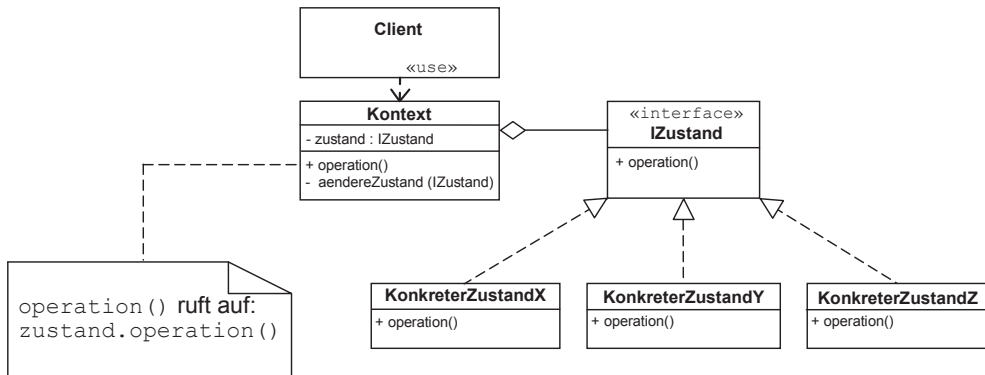 Client
«use»
Kontext
- zustand : IZustand
+ operation()
- aendereZustand (IZustand)
«interface»
IZustand
+ operation()
operation() ruft auf:
zustand.operation()
KonkreterZustandX
+ operation()
KonkreterZustandY
+ operation()
KonkreterZustandZ
+ operation()